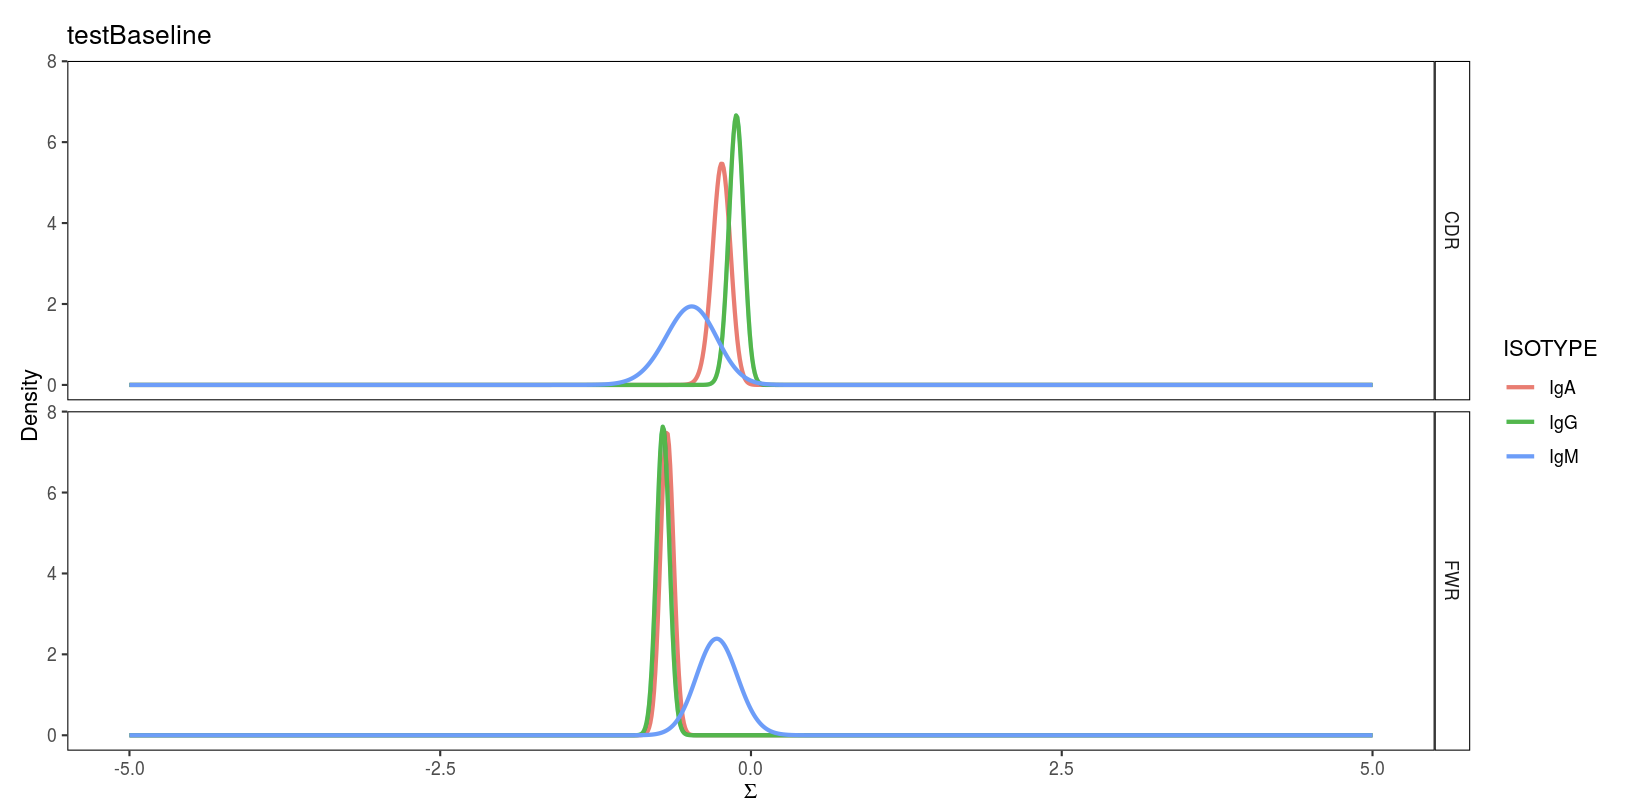 testBaseline
8
6
4
2
0
CDR
8
6
4
2
0
FWR
Density
-5.0 -2.5 0.0 2.5 5.0
Σ
ISOTYPE
IgA
IgG
IgM